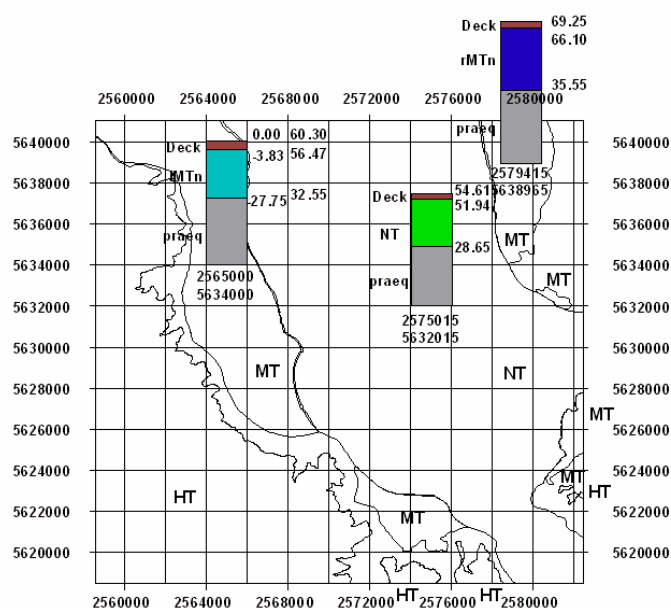 Deck 69.25
66.10
rMTn
35.55
2560000 2564000 2568000 2572000 2576000 2580000
praeq
5640000 5640000
Deck 0.00 60.30
-3.83 56.47
rMTn
5638000 5638000
-27.75 32.55
2579415
5638965
Deck 54.61
51.94
5636000 5636000
praeq NT MT
28.65
5634000 5634000
2565000 praeq MT
5634000
5632000 5632000
2575015
5632015
5630000 5630000
MT NT
5628000 5628000
MT
5626000 5626000
5624000 5624000
MT
HT HT
5622000 5622000
MT
5620000 5620000
HT HT
2560000 2564000 2568000 2572000 2576000 2580000